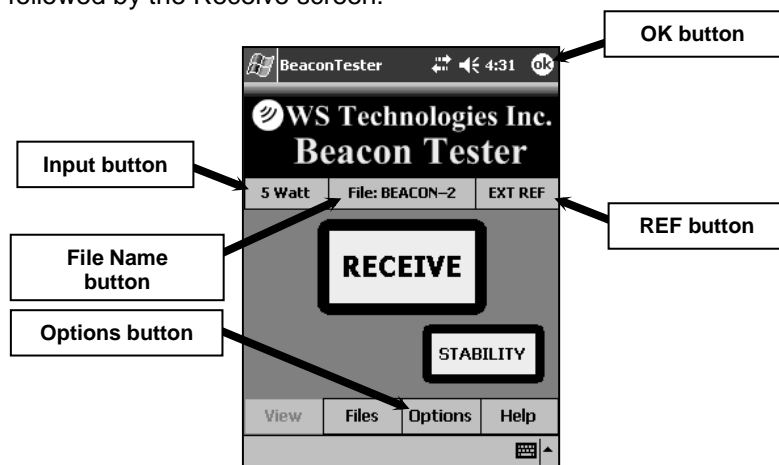 followed by the Receive screen.
OK button
BeaconTester 4:31 ok
WS Technologies Inc.
Beacon Tester
Input button
5 Watt File: BEACON-2 EXT REF
REF button
File Name
button
RECEIVE
Options button
STABILITY
View Files Options Help